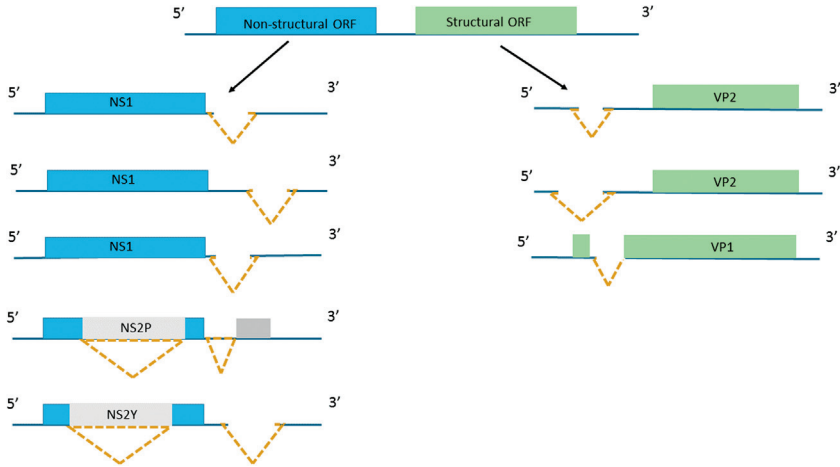 5’ Non-structural ORF Structural ORF 3’
5’ NS1 3’
5’ NS1 3’
5’ NS1 3’
5’ NS2P 3’
5’ NS2Y 3’
5’ VP2 3’
5’ VP2 3’
5’ VP1 3’